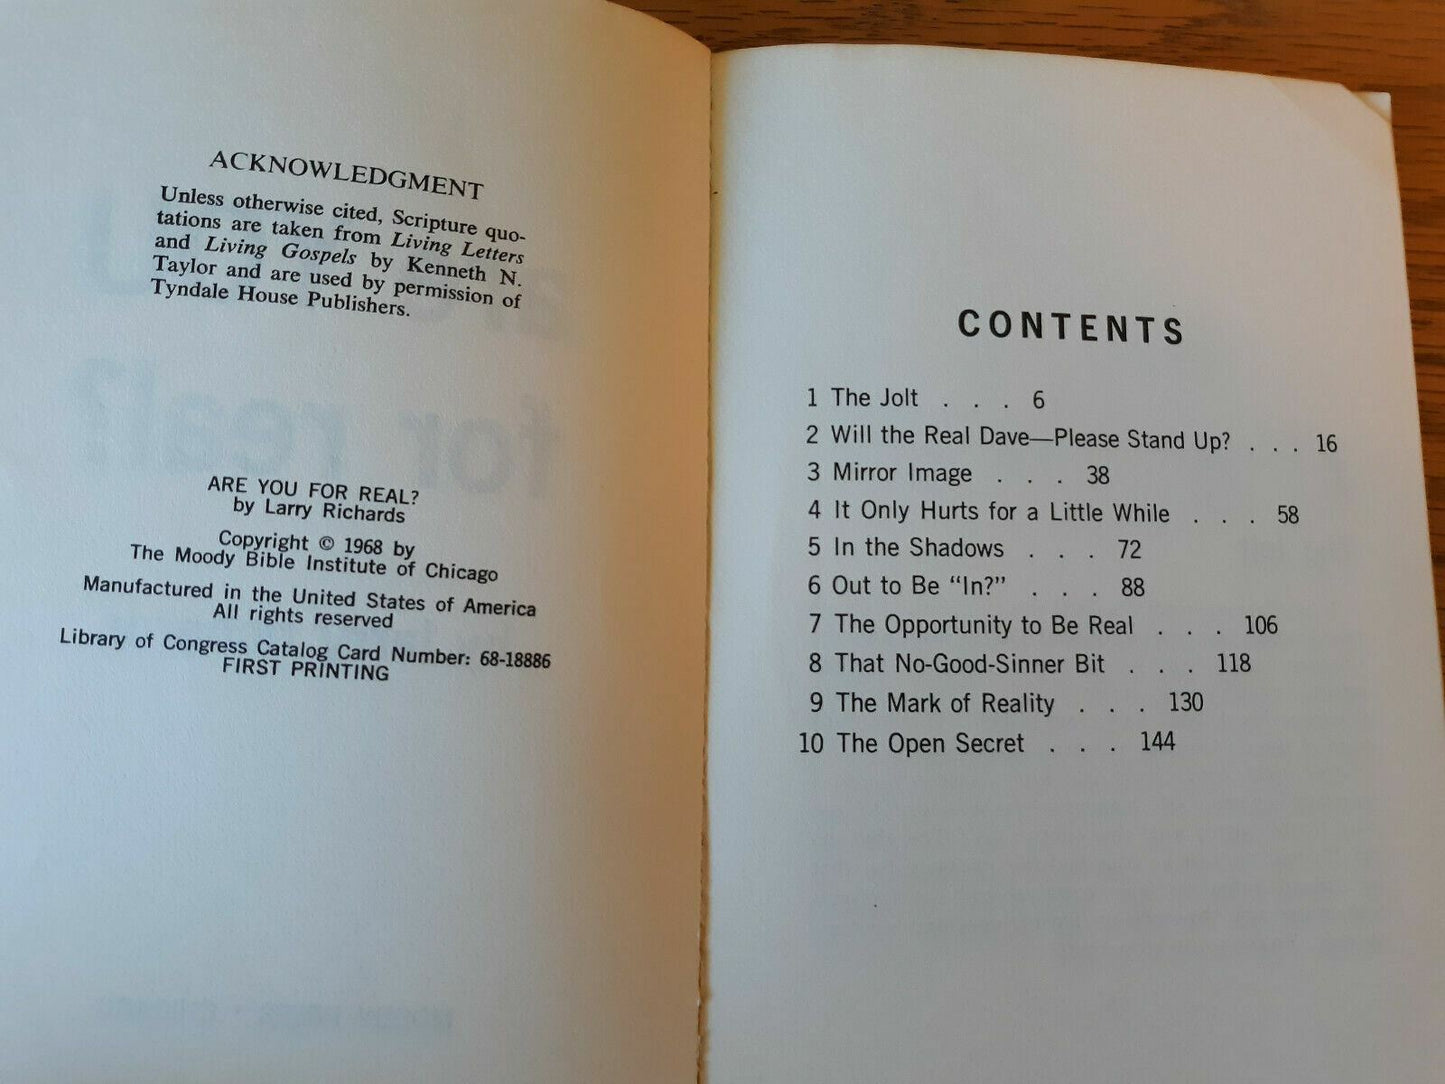 ACKNOWLEDGMENT
Unless otherwise cited, Scripture quo-
tations are taken from Living Letters
and Living Gospels by Kenneth N.
Taylor and are used by permission of
Tyndale House Publishers.
ARE YOU FOR REAL?
by Larry Richards
Copyright © 1968 by
The Moody Bible Institute of Chicago
Manufactured in the United States of America
All rights reserved
Library of Congress Catalog Card Number: 68-18886
FIRST PRINTING
CONTENTS
1 The Jolt . . . 6
2 Will the Real Dave—Please Stand Up? . . . 16
3 Mirror Image . . . 38
4 It Only Hurts for a Little While . . . 58
5 In the Shadows . . . 72
6 Out to Be “In?” . . . 88
7 The Opportunity to Be Real . . . 106
8 That No-Good-Sinner Bit . . . 118
9 The Mark of Reality . . . 130
10 The Open Secret . . . 144